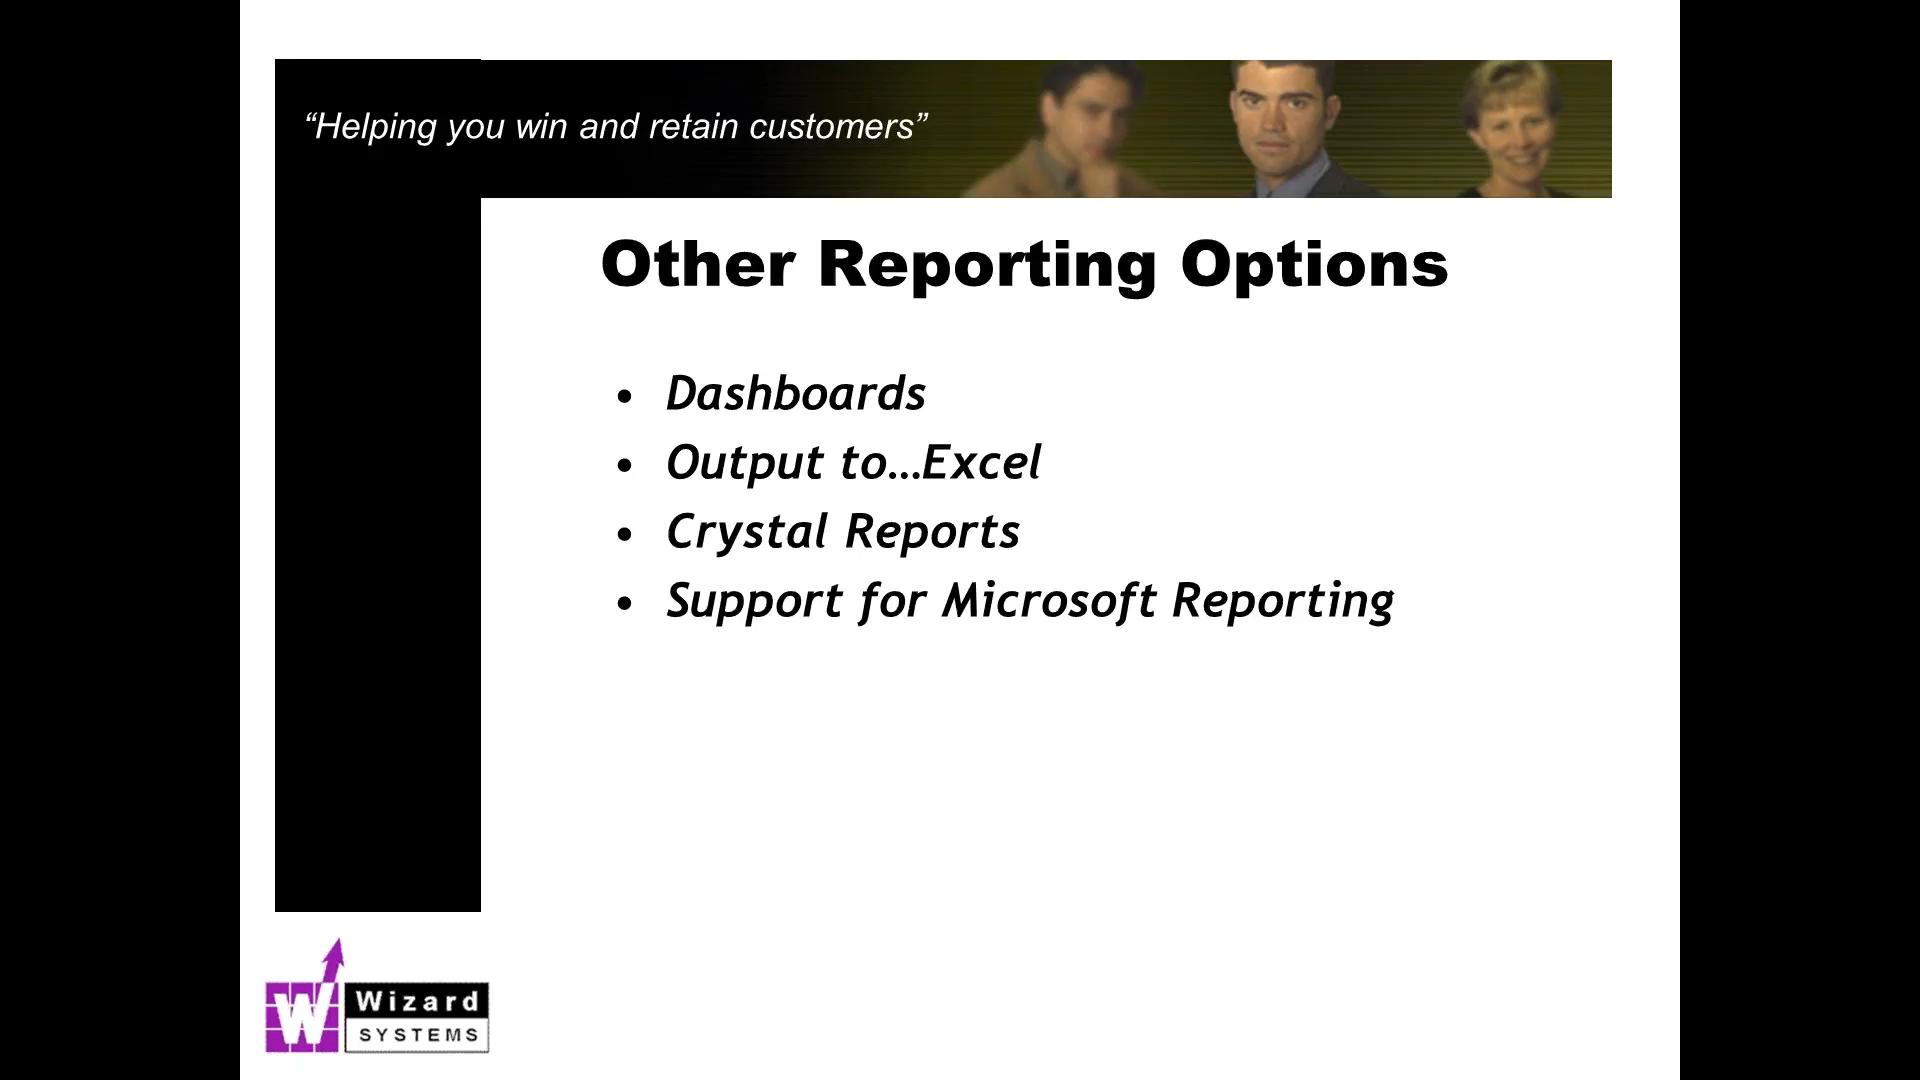 “Helping you win and retain customers”
Other Reporting Options
• Dashboards
• Output to…Excel
• Crystal Reports
• Support for Microsoft Reporting
W Wizard
SYSTEMS